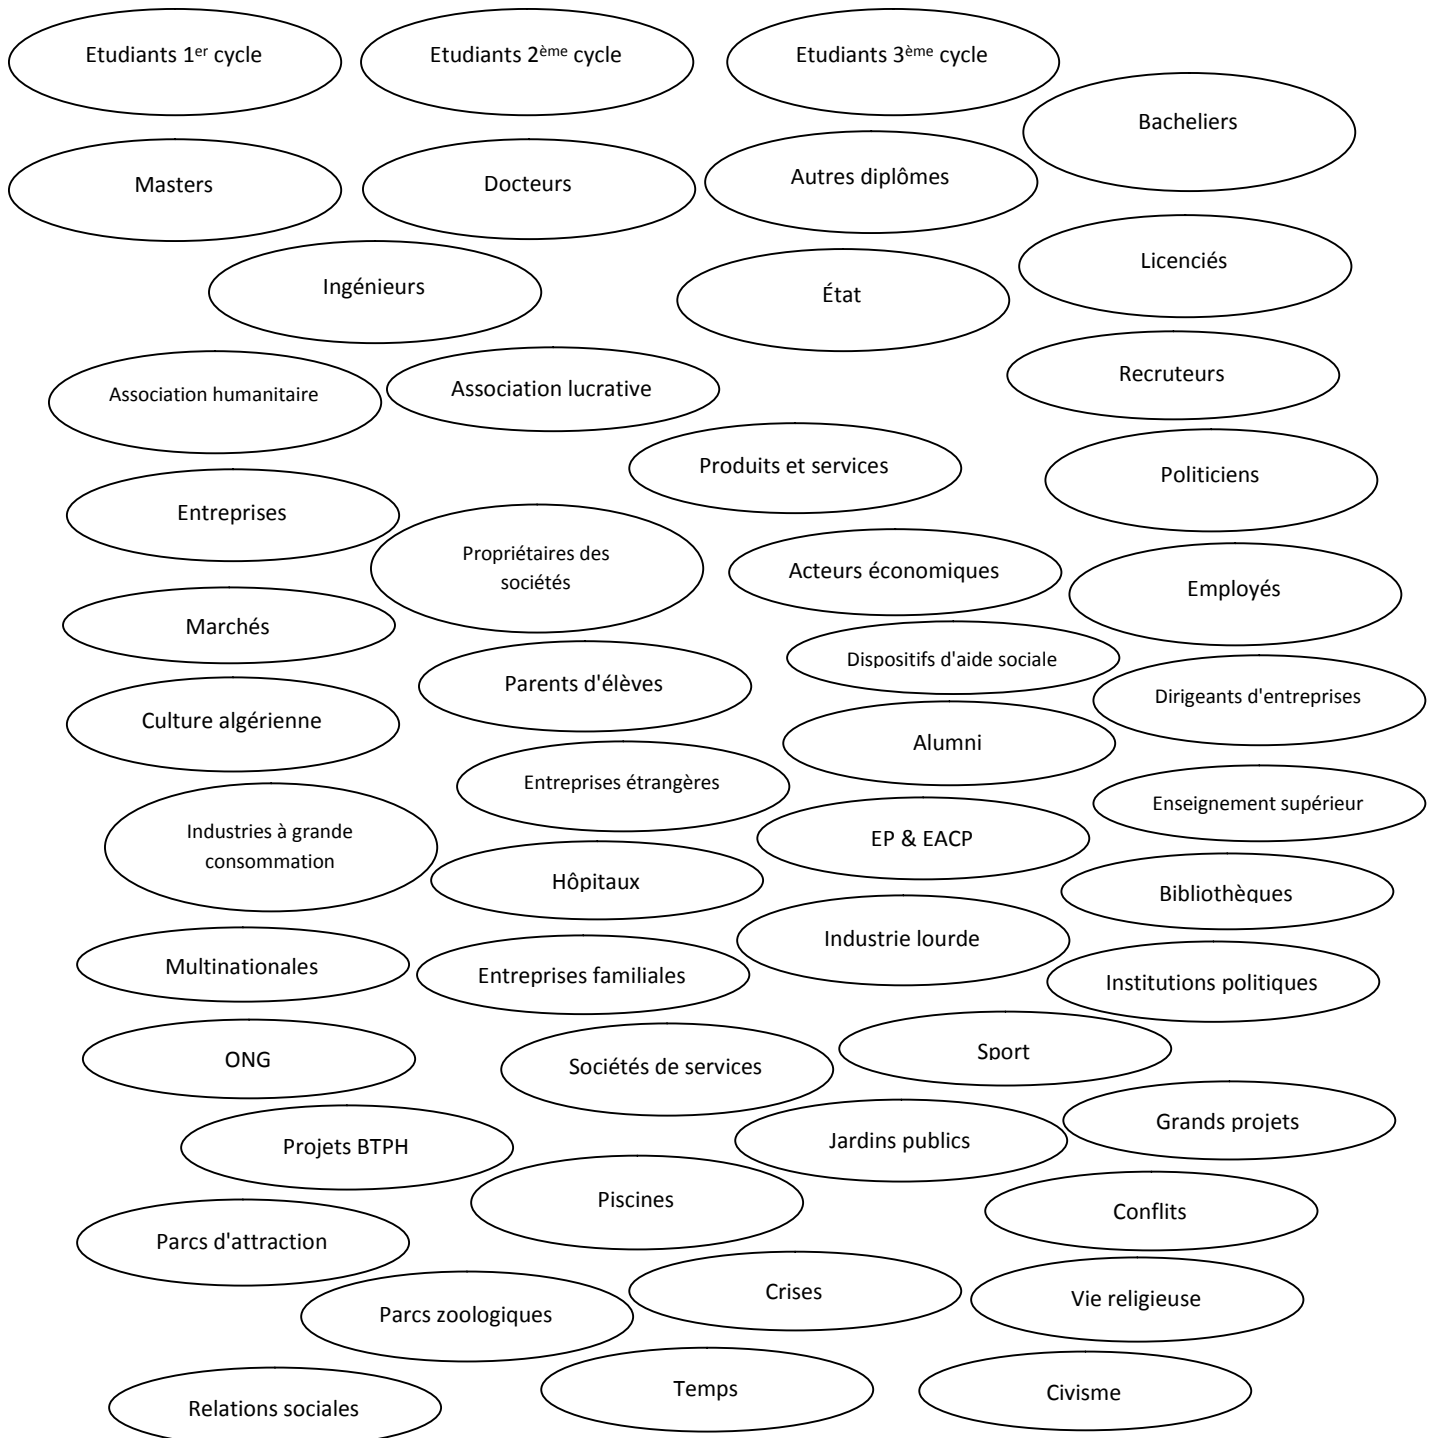 Etudiants 1er cycle
Etudiants 2ème cycle
Etudiants 3ème cycle
Bacheliers
Masters
Docteurs
Autres diplômes
Licenciés
Ingénieurs
État
Recruteurs
Association humanitaire
Association lucrative
Produits et services
Politiciens
Entreprises
Propriétaires des
sociétés
Acteurs économiques
Employés
Marchés
Dispositifs d'aide sociale
Parents d'élèves
Dirigeants d'entreprises
Culture algérienne
Alumni
Entreprises étrangères
Enseignement supérieur
Industries à grande
consommation
EP & EACP
Hôpitaux
Bibliothèques
Industrie lourde
Multinationales
Entreprises familiales
Institutions politiques
ONG
Sociétés de services
Sport
Grands projets
Projets BTPH
Jardins publics
Piscines
Conflits
Parcs d'attraction
Crises
Vie religieuse
Parcs zoologiques
Temps
Civisme
Relations sociales